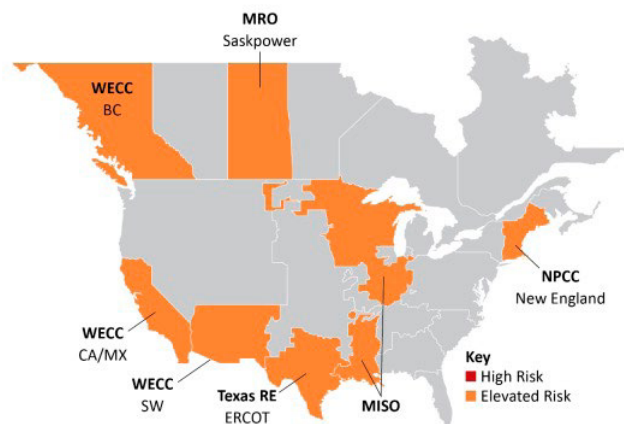 MRO
Saskpower
WECC
BC
NPCC
New England
WECC
CA/MX
WECC
SW
Texas RE
ERCOT
MISO
Key
High Risk
Elevated Risk